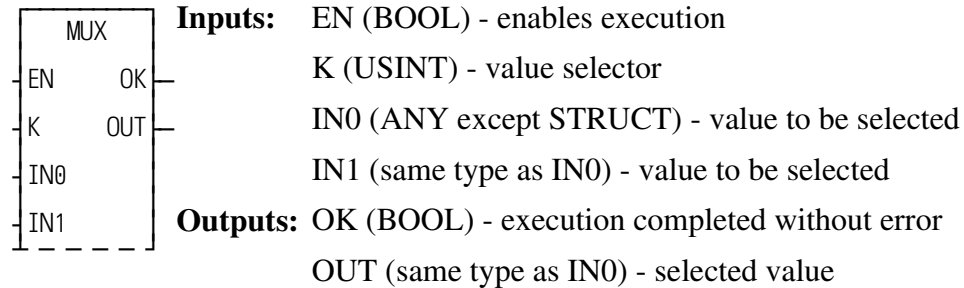 MUX
EN OK
K OUT
IN0
IN1
Inputs: EN (BOOL) - enables execution
K (USINT) - value selector
IN0 (ANY except STRUCT) - value to be selected
IN1 (same type as IN0) - value to be selected
Outputs: OK (BOOL) - execution completed without error
OUT (same type as IN0) - selected value